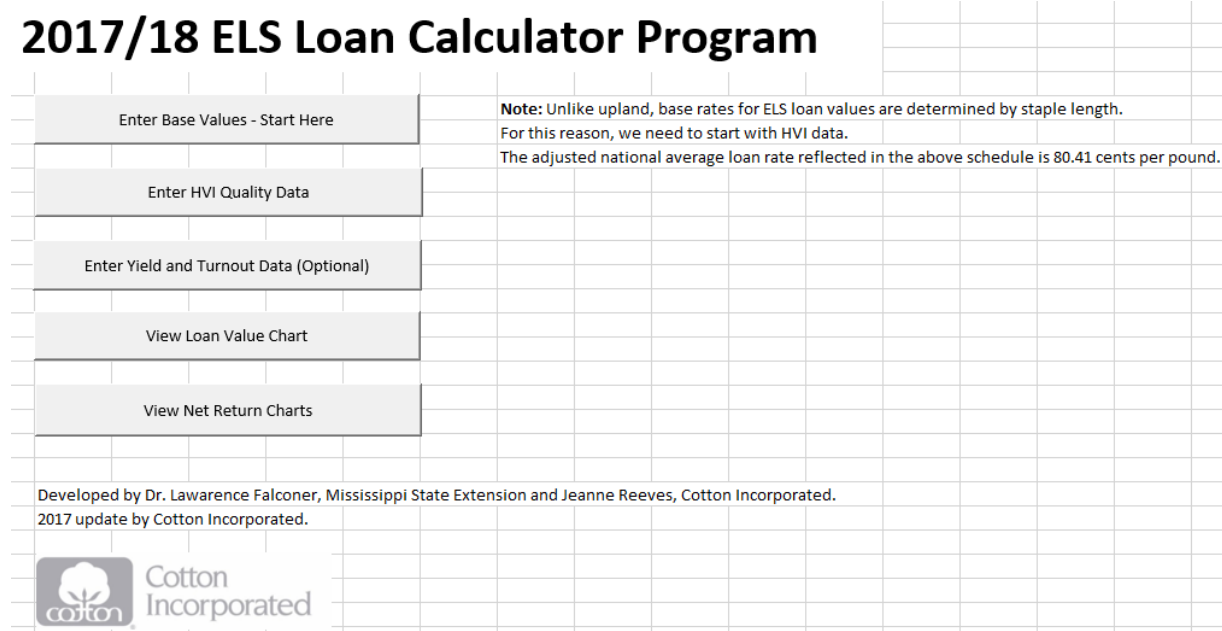 2017/18 ELS Loan Calculator Program
Enter Base Values - Start Here
Note: Unlike upland, base rates for ELS loan values are determined by staple length.
For this reason, we need to start with HVI data.
The adjusted national average loan rate reflected in the above schedule is 80.41 cents per pound.
Enter HVI Quality Data
Enter Yield and Turnout Data (Optional)
View Loan Value Chart
View Net Return Charts
Developed by Dr. Lawarence Falconer, Mississippi State Extension and Jeanne Reeves, Cotton Incorporated.
2017 update by Cotton Incorporated.
cotton
Cotton
Incorporated